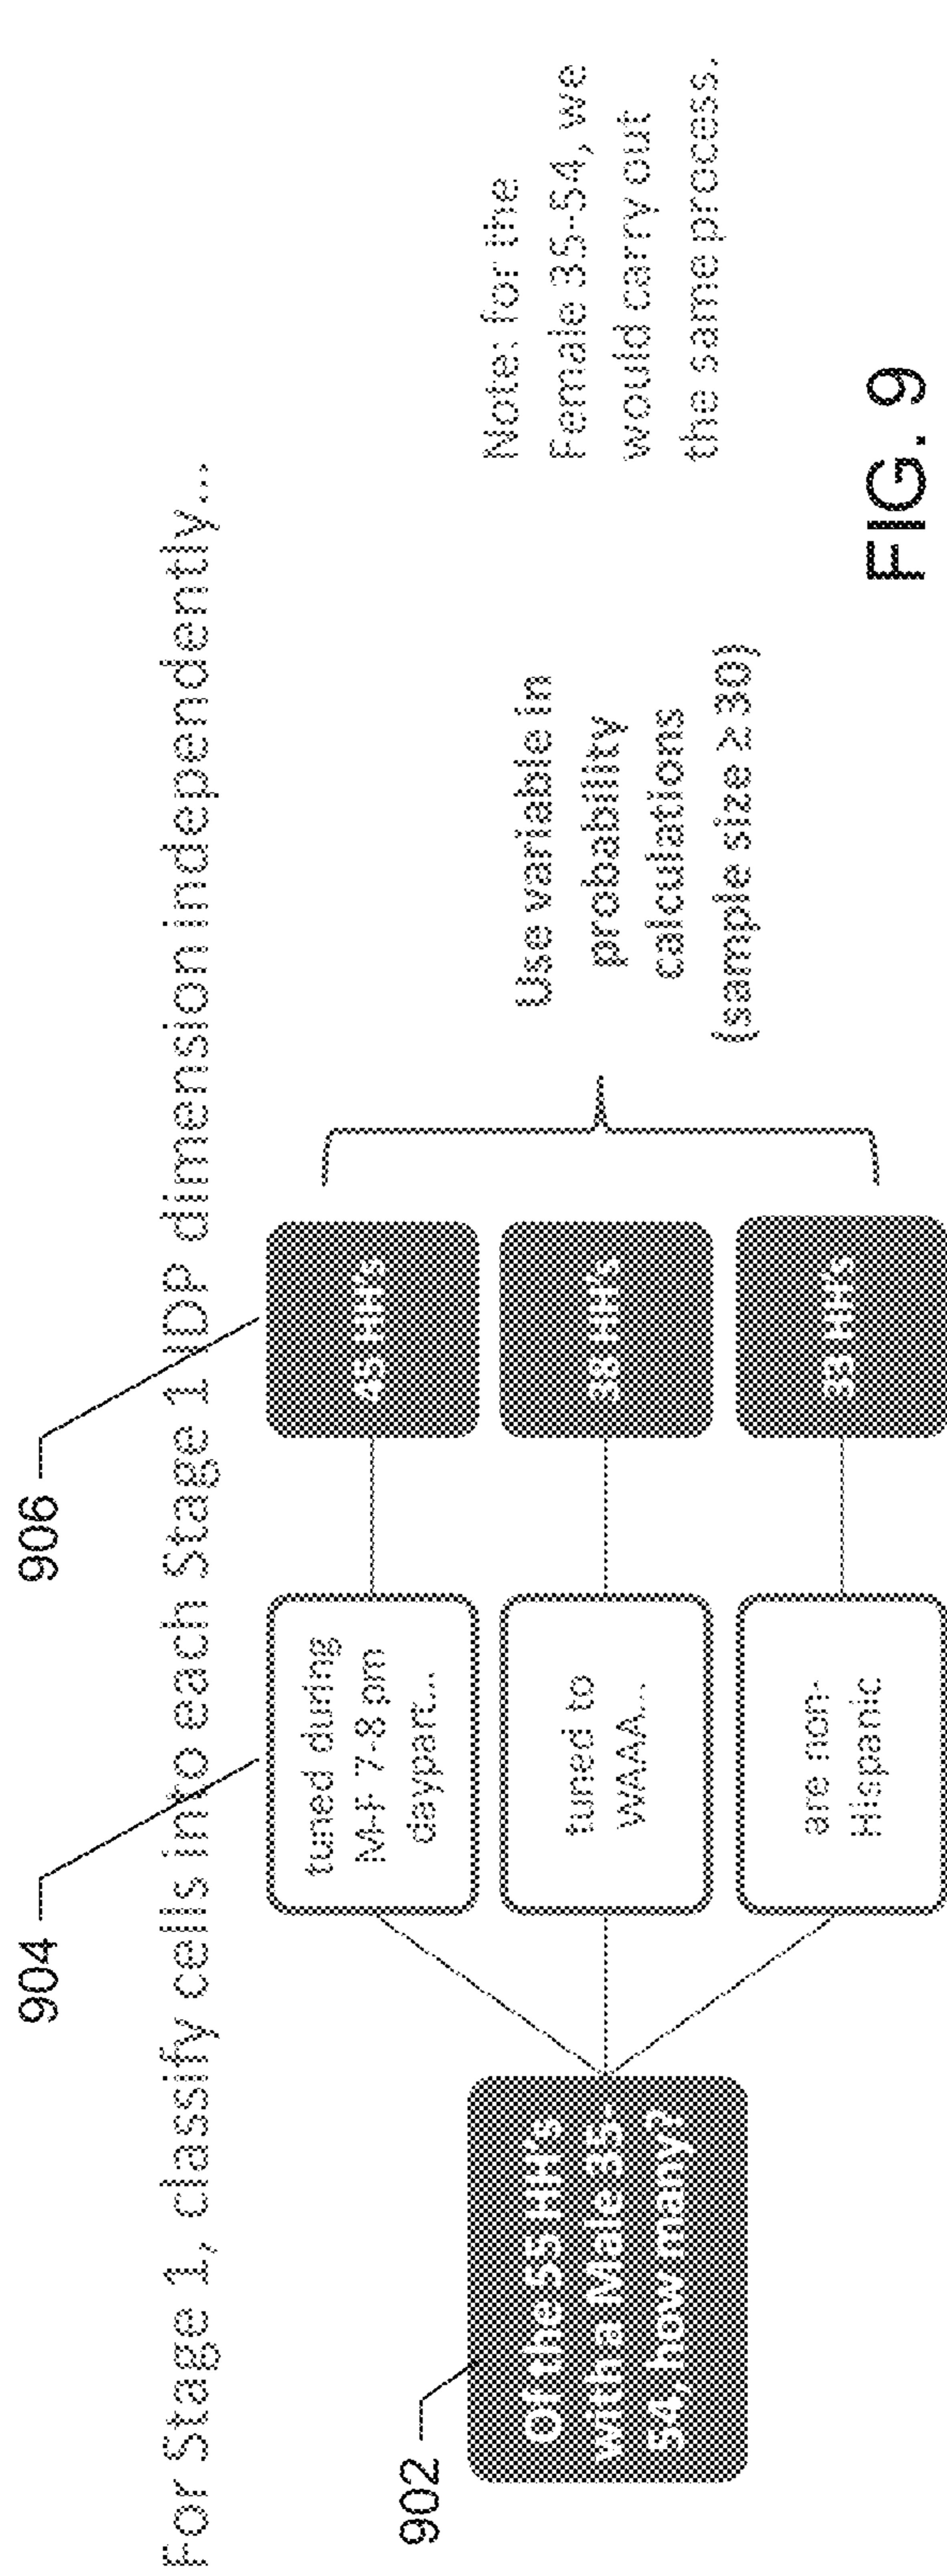 904
906
For Stage 1, classify cells into each Stage 1 dimension independently...
902
Of the 55 HH's
with a Male 35-
54, how many?
tuned during
M-F 7-8 pm
daypart...
45 HH's
tuned to
WAAA...
38 HH's
are non-
Hispanic
33 HH's
Use variable in
probability
calculations
(sample size ≥ 30)
Note: for the
Female 35-54, we
would carry out
the same process.
FIG. 9